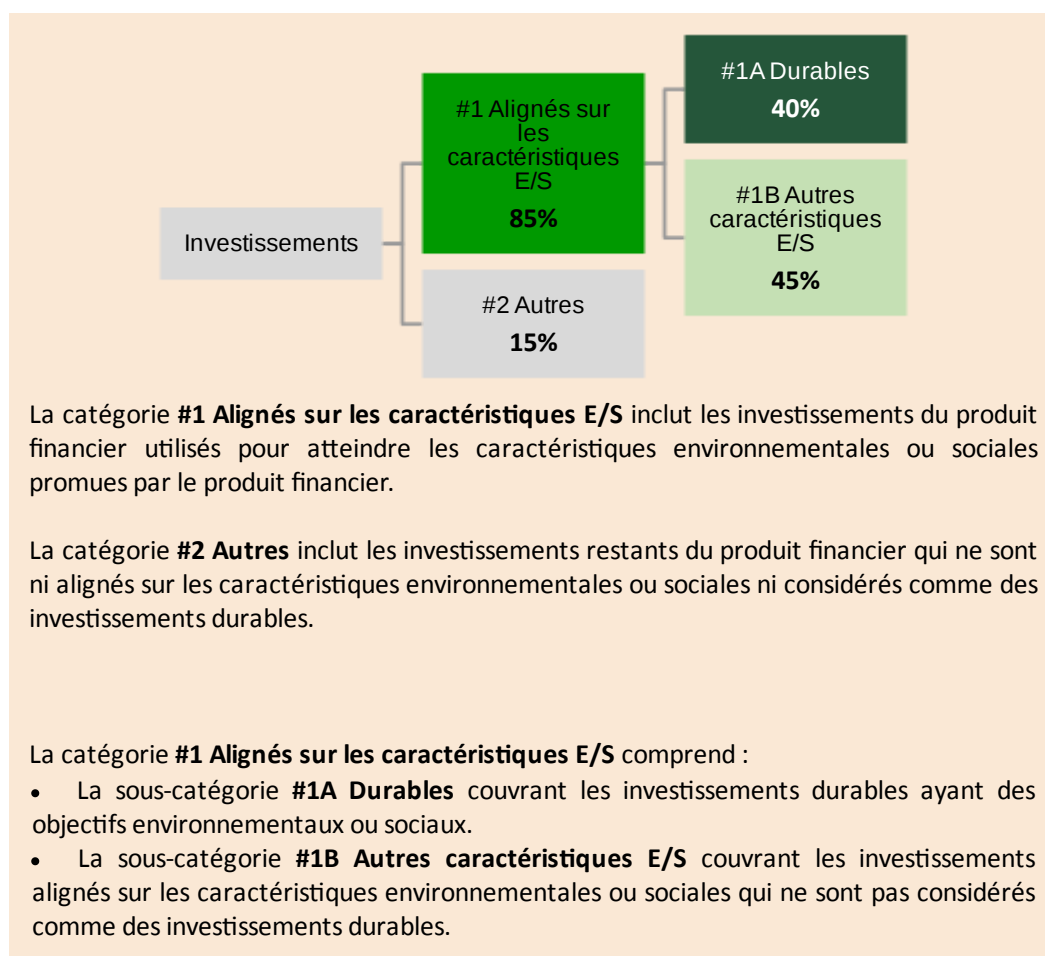 #1A Durables
40%
#1 Alignés sur
les
caractéristiques
E/S
85%
#1B Autres
caractéristiques
E/S
45%
Investissements
#2 Autres
15%
La catégorie #1 Alignés sur les caractéristiques E/S inclut les investissements du produit
financier utilisés pour atteindre les caractéristiques environnementales ou sociales
promues par le produit financier.
La catégorie #2 Autres inclut les investissements restants du produit financier qui ne sont
ni alignés sur les caractéristiques environnementales ou sociales ni considérés comme des
investissements durables.
La catégorie #1 Alignés sur les caractéristiques E/S comprend :
• La sous-catégorie #1A Durables couvrant les investissements durables ayant des
objectifs environnementaux ou sociaux.
• La sous-catégorie #1B Autres caractéristiques E/S couvrant les investissements
alignés sur les caractéristiques environnementales ou sociales qui ne sont pas considérés
comme des investissements durables.